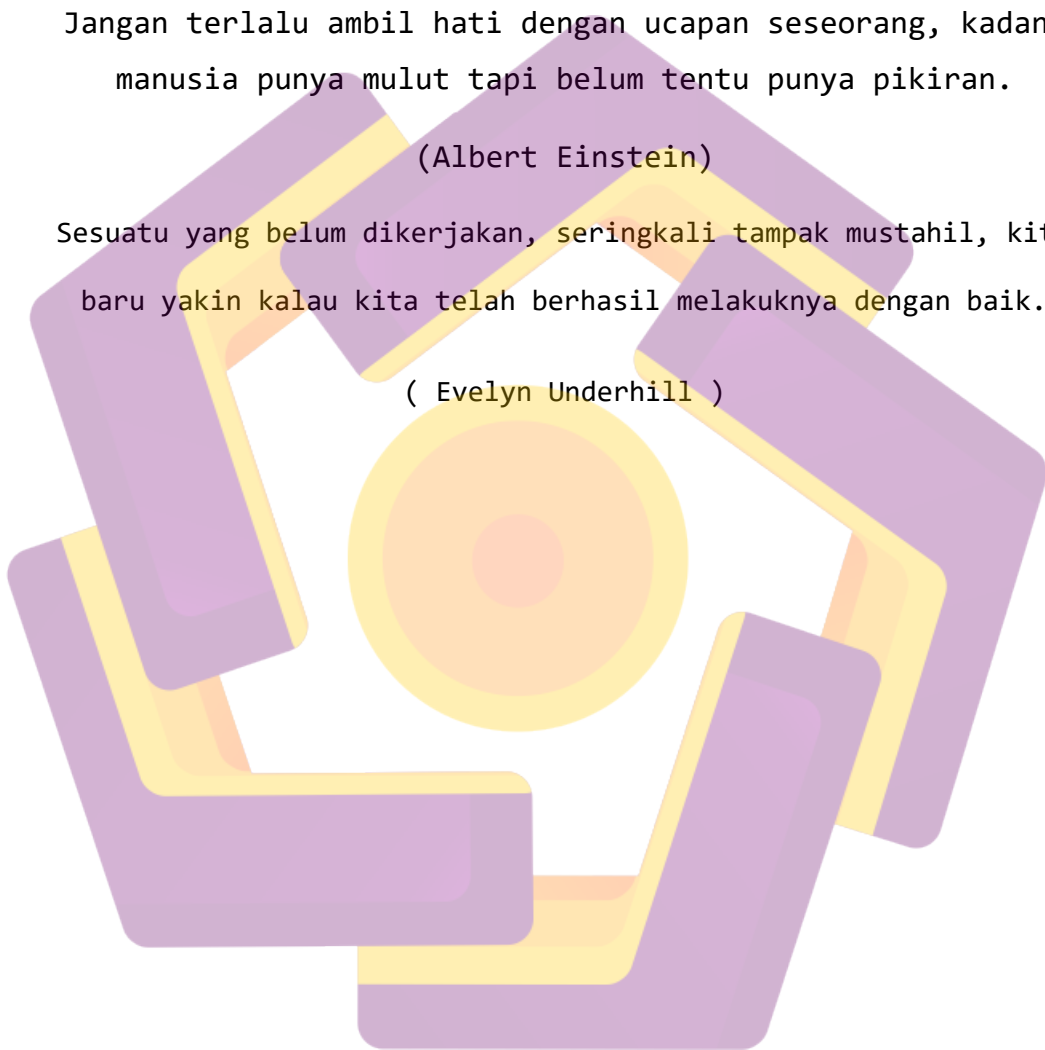 Jangan terlalu ambil hati dengan ucapan seseorang, kadan
manusia punya mulut tapi belum tentu punya pikiran.
(Albert Einstein)
Sesuatu yang belum dikerjakan, seringkali tampak mustahil, kit
baru yakin kalau kita telah berhasil melakuknya dengan baik.
( Evelyn Underhill )